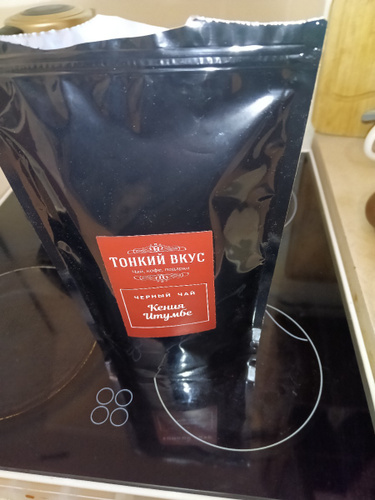 ТОНКИЙ ВКУС
Чай, кофе, подарки
ЧЕРНЫЙ ЧАЙ
Кения
Итумбе